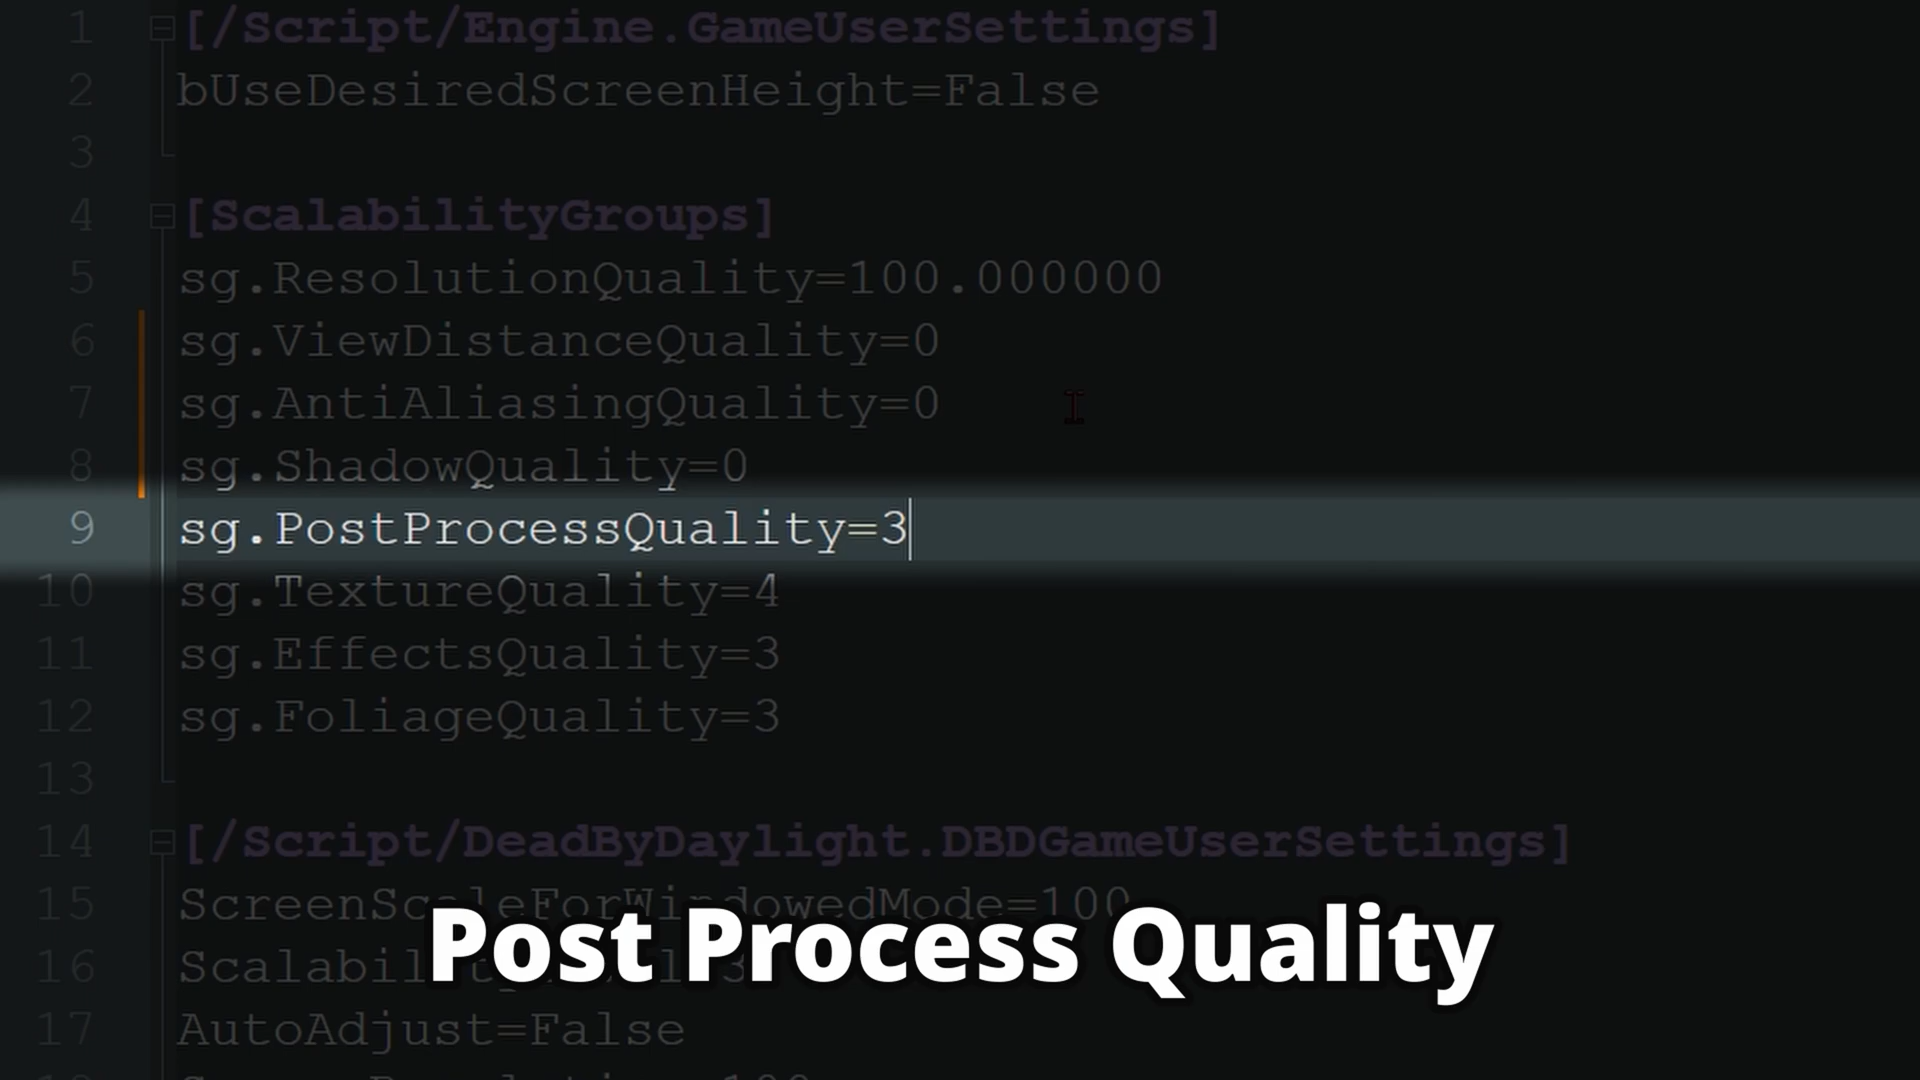 1 [/Script/Engine.GameUserSettings]
2 bUseDesiredScreenHeight=False
3
4 [ScalabilityGroups]
5 sg.ResolutionQuality=100.000000
6 sg.ViewDistanceQuality=0
7 sg.AntiAliasingQuality=0
8 sg.ShadowQuality=0
9 sg.PostProcessQuality=3
10 sg.TextureQuality=4
11 sg.EffectsQuality=3
12 sg.FoliageQuality=3
13
14 [/Script/DeadByDaylight.DBDGameUserSettings]
15 ScreenScaleForWindowedMode=100
16
17 AutoAdjust=False
Post Process Quality